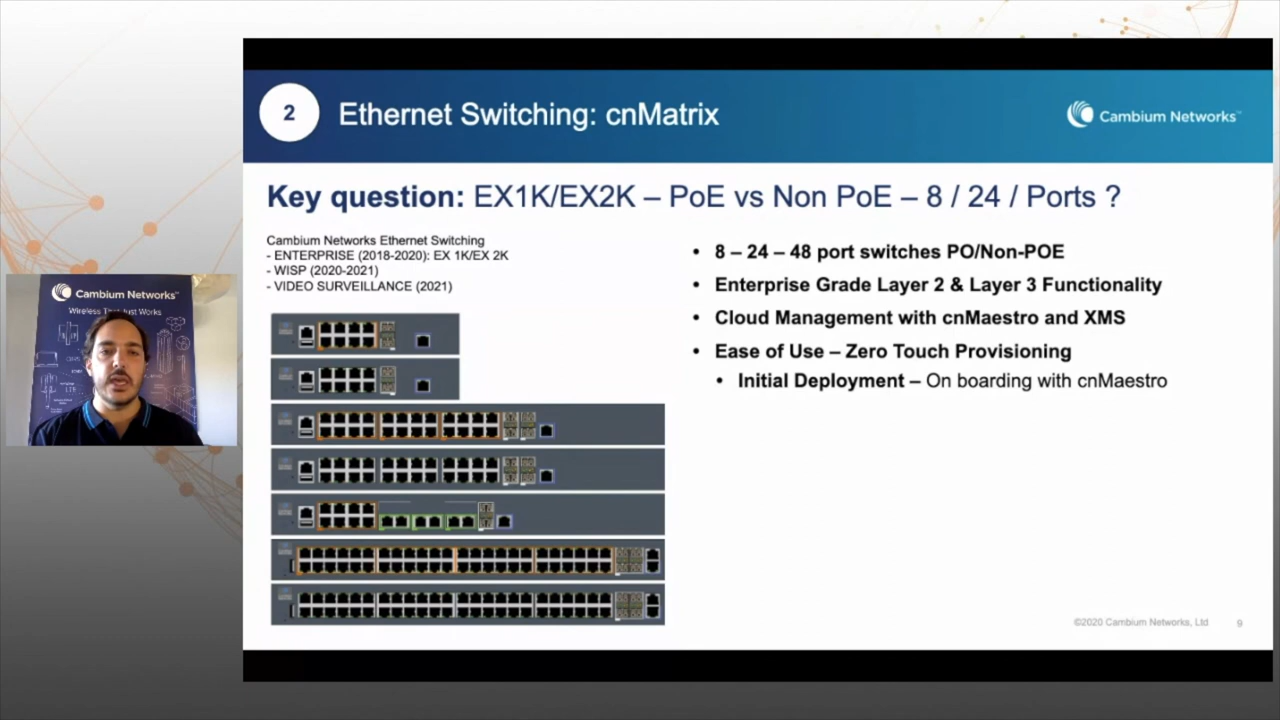 2
Ethernet Switching: cnMatrix
Cambium Networks™
Key question: EX1K/EX2K – PoE vs Non PoE – 8 / 24 / Ports ?
Cambium Networks Ethernet Switching
- ENTERPRISE (2018-2020): EX 1K/EX 2K
- WISP (2020-2021)
- VIDEO SURVEILLANCE (2021)
• 8 – 24 – 48 port switches PO/Non-POE
• Enterprise Grade Layer 2 & Layer 3 Functionality
• Cloud Management with cnMaestro and XMS
• Ease of Use – Zero Touch Provisioning
• Initial Deployment – On boarding with cnMaestro
Cambium Networks™
Wireless That Just Works
©2020 Cambium Networks, Ltd
9